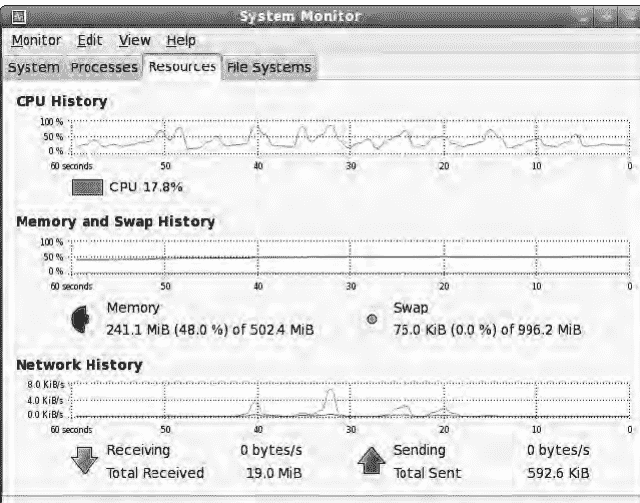 System Monitor
Monitor Edit View Help
System Processes Resources File Systems
CPU History
100 %
50 %
0 %
60 seconds 50 40 30 20 10 0
CPU 17.8%
Memory and Swap History
100 %
50 %
0 %
60 seconds 50 40 30 20 10 0
Memory Swap
241.1 MiB (48.0 %) of 502.4 MiB 76.0 KiB (0.0 %) of 996.2 MiB
Network History
8.0 KiB/s
4.0 KiB/s
0.0 KiB/s
60 seconds 50 40 30 20 10 0
Receiving 0 bytes/s Sending 0 bytes/s
Total Received 19.0 MiB Total Sent 592.6 KiB